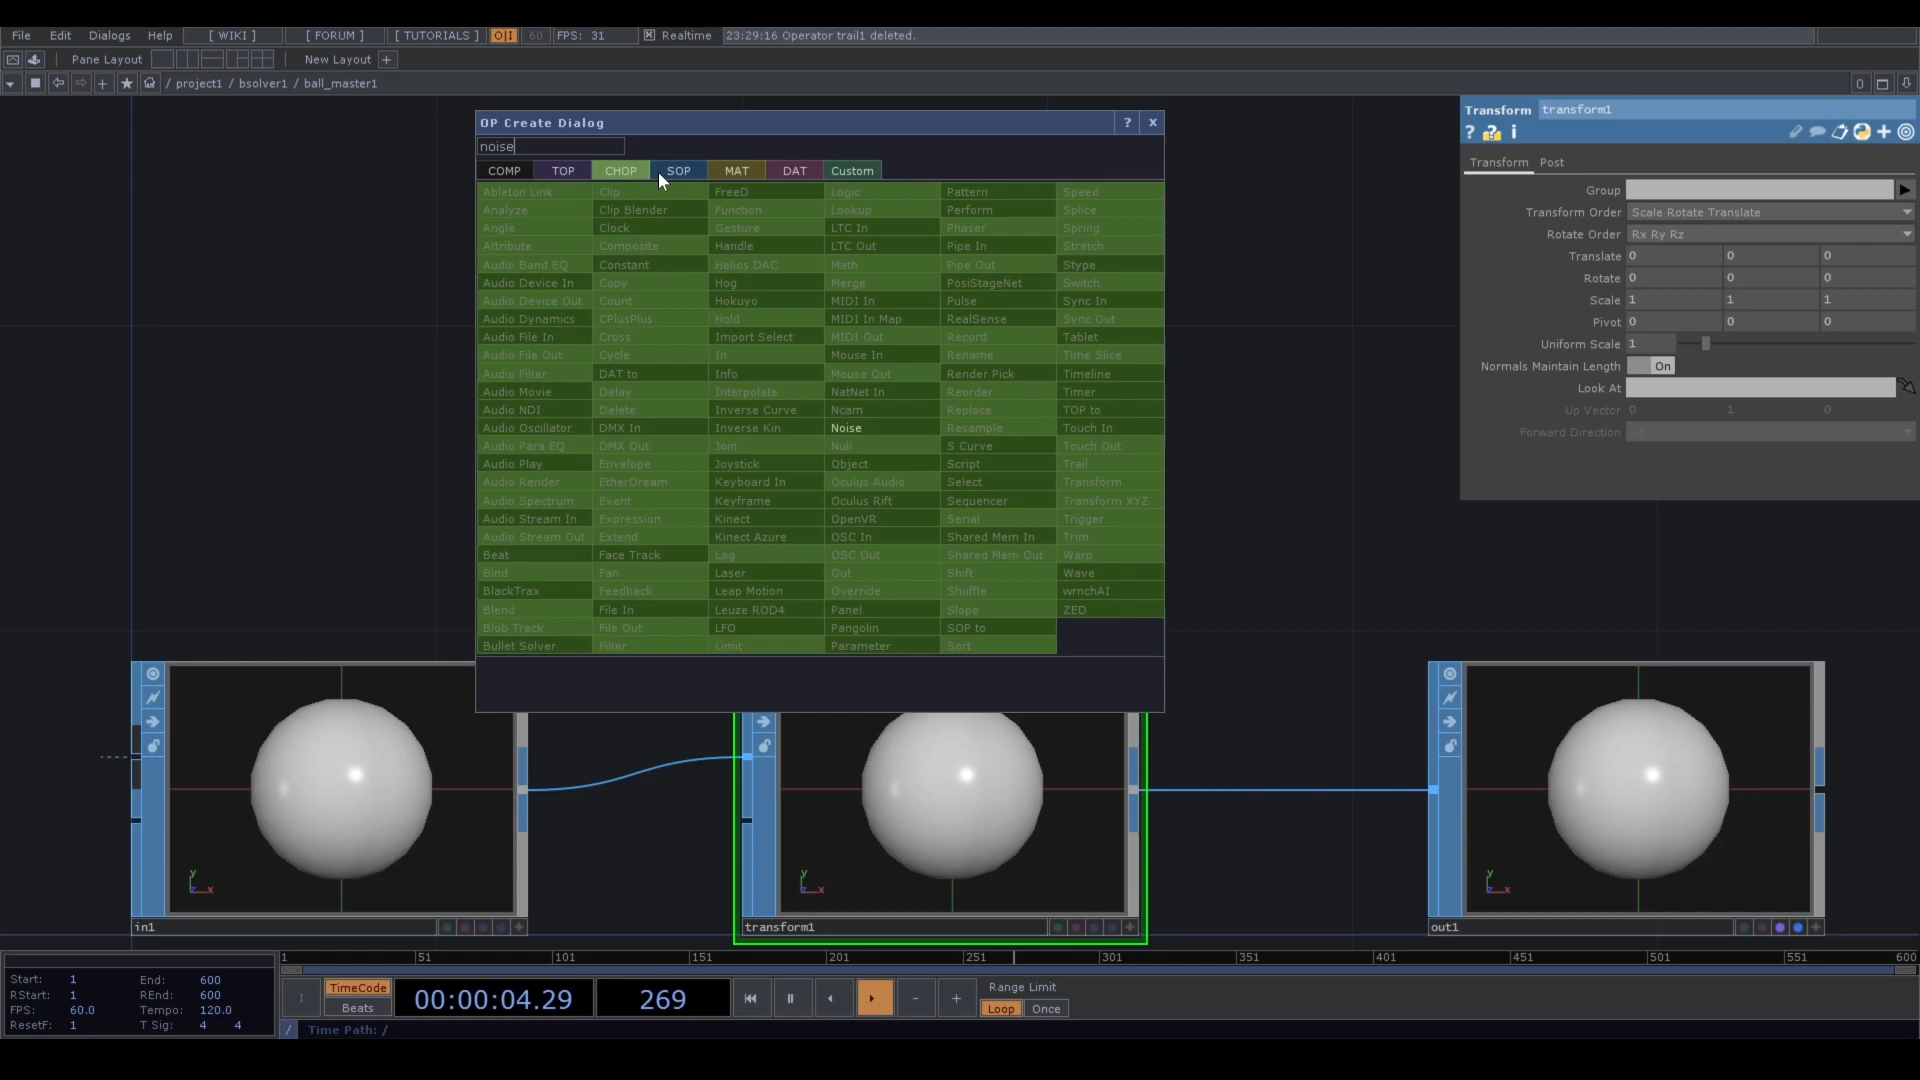 File Edit Dialogs Help [ WIKI ] [ FORUM ] [ TUTORIALS ] O|I 60 FPS: 31 Realtime 23:29:16 Operator trail1 deleted.
Pane Layout New Layout +
/ project1 / bsolver1 / ball_master1 0
OP Create Dialog ? x
noise
COMP TOP CHOP SOP MAT DAT Custom
Ableton Link Clip FreeD Logic Pattern Speed
Analyze Clip Blender Function Lookup Perform Splice
Angle Clock Gesture LTC In Phaser Spring
Attribute Composite Handle LTC Out Pipe In Stretch
Audio Band EQ Constant Helios DAC Math Pipe Out Stype
Audio Device In Copy Hog Merge PosiStageNet Switch
Audio Device Out Count Hokuyo MIDI In Pulse Sync In
Audio Dynamics CPlusPlus Hold MIDI In Map RealSense Sync Out
Audio File In Cross Import Select MIDI Out Record Tablet
Audio File Out Cycle In Mouse In Rename Time Slice
Audio Filter DAT to Info Mouse Out Render Pick Timeline
Audio Movie Delay Interpolate NatNet In Reorder Timer
Audio NDI Delete Inverse Curve Ncam Replace TOP to
Audio Oscillator DMX In Inverse Kin Noise Resample Touch In
Audio Para EQ DMX Out Join Null S Curve Touch Out
Audio Play Envelope Joystick Object Script Trail
Audio Render EtherDream Keyboard In Oculus Audio Select Transform
Audio Spectrum Event Keyframe Oculus Rift Sequencer Transform XYZ
Audio Stream In Expression Kinect OpenVR Serial Trigger
Audio Stream Out Extend Kinect Azure OSC In Shared Mem In Trim
Beat Face Track Lag OSC Out Shared Mem Out Warp
Bind Fan Laser Out Shift Wave
BlackTrax Feedback Leap Motion Override Shuffle wrnchAI
Blend File In Leuze ROD4 Panel Slope ZED
Blob Track File Out LFO Pangolin SOP to
Bullet Solver Filter Limit Parameter Sort
Transform transform1
? ? i
Transform Post
Group
Transform Order Scale Rotate Translate
Rotate Order Rx Ry Rz
Translate 0 0 0
Rotate 0 0 0
Scale 1 1 1
Pivot 0 0 0
Uniform Scale 1
Normals Maintain Length On
Look At
Up Vector 0 1 0
Forward Direction -Z
y z x y z x y z x
in1 transform1 out1
1 51 101 151 201 251 301 351 401 451 501 551 600
Start: 1 End: 600
RStart: 1 REnd: 600
FPS: 60.0 Tempo: 120.0
ResetF: 1 T Sig: 4 4
I TimeCode Beats 00:00:04.29 269 - +
Range Limit
Loop Once
/ Time Path: /